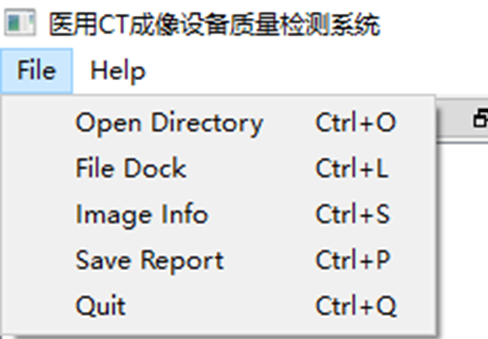 医用CT成像设备质量检测系统
File Help
Open Directory Ctrl+O
File Dock Ctrl+L
Image Info Ctrl+S
Save Report Ctrl+P
Quit Ctrl+Q